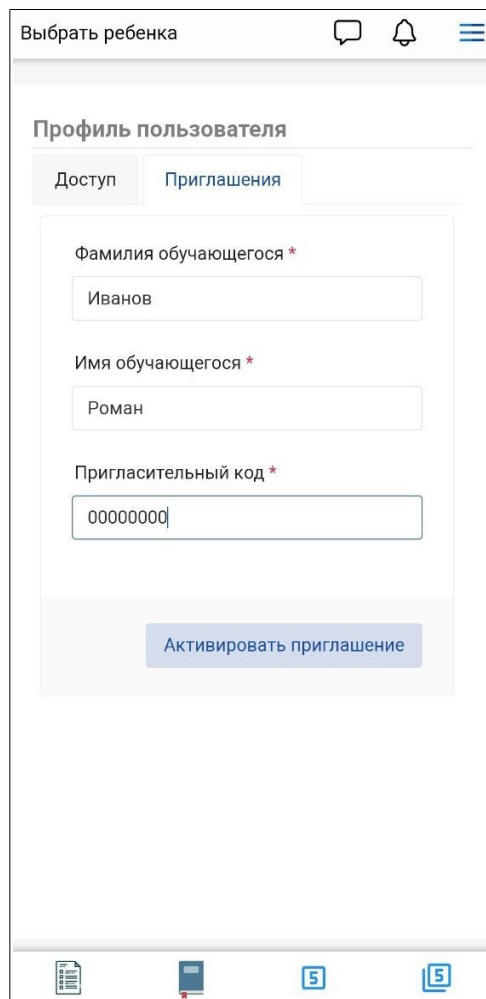 Выбрать ребенка
Профиль пользователя
Доступ
Приглашения
Фамилия обучающегося *
Иванов
Имя обучающегося *
Роман
Пригласительный код *
00000000
Активировать приглашение
5
5